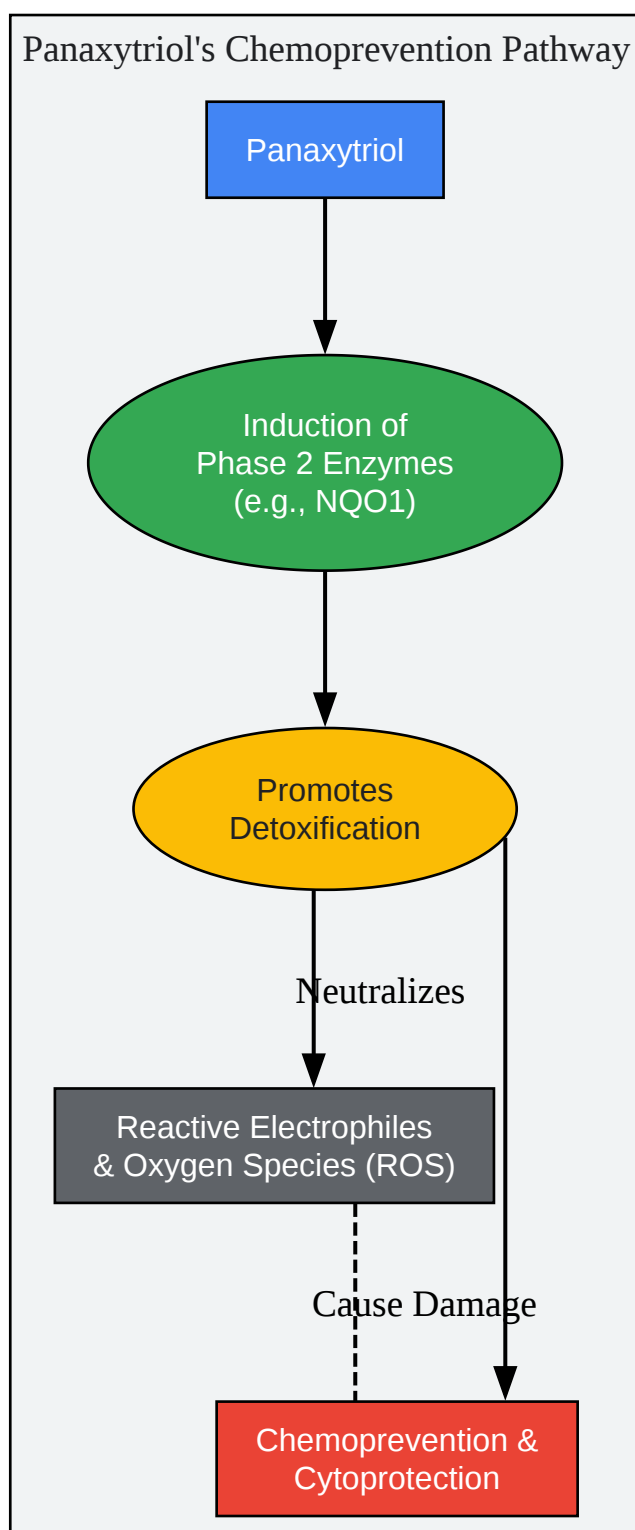 Panaxytriol's Chemoprevention Pathway
Panaxytriol
Induction of
Phase 2 Enzymes
(e.g., NQO1)
Promotes
Detoxification
Neutralizes
Reactive Electrophiles
& Oxygen Species (ROS)
Cause Damage
Chemoprevention &
Cytoprotection